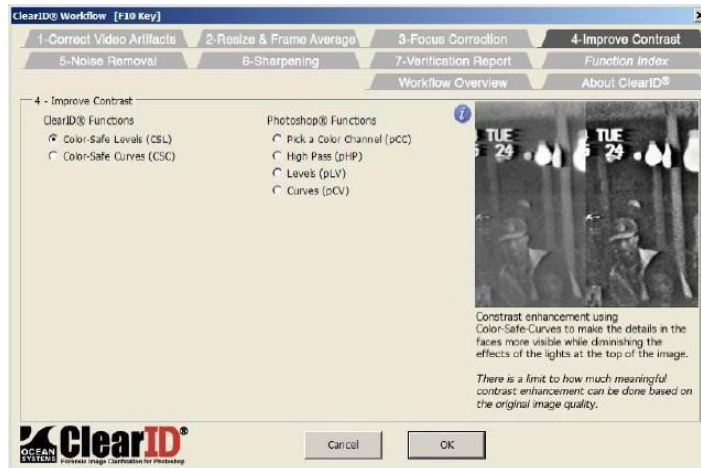 ClearID® Workflow [F10 Key]
1-Correct Video Artifacts
2-Resize & Frame Average
3-Focus Correction
4-Improve Contrast
5-Noise Removal
6-Sharpening
7-Verification Report
Function Index
Workflow Overview
About ClearID®
4 - Improve Contrast
ClearID® Functions
Color-Safe Levels (CSL)
Color-Safe Curves (CSC)
Photoshop® Functions
Pick a Color Channel (pCC)
High Pass (pHP)
Levels (pLV)
Curves (pCV)
TUE TUE
24 24
Constrast enhancement using
Color-Safe-Curves to make the details in the
faces more visible while diminishing the
effects of the lights at the top of the image.
There is a limit to how much meaningful
contrast enhancement can be done based on
the original image quality.
OCEAN
SYSTEMS
ClearID®
Forensic Image Clarification for Photoshop
Cancel
OK